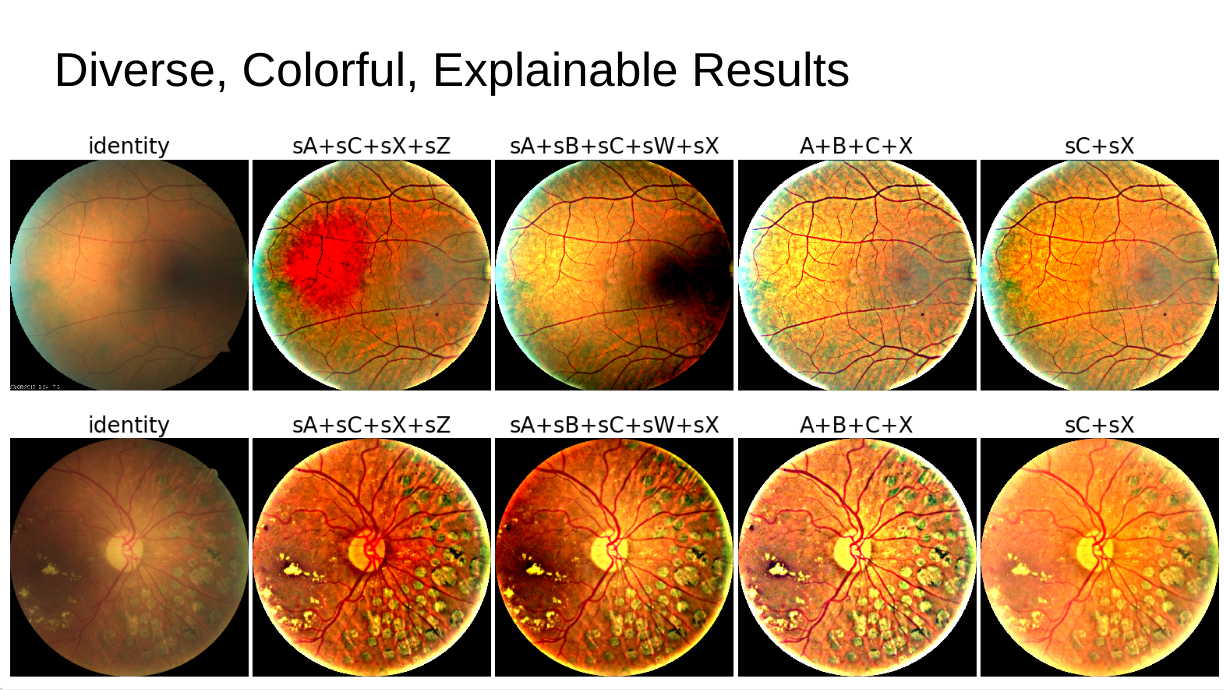 Diverse, Colorful, Explainable Results
identity sA+sC+sX+sZ sA+sB+sC+sW+sX A+B+C+X sC+sX
identity sA+sC+sX+sZ sA+sB+sC+sW+sX A+B+C+X sC+sX